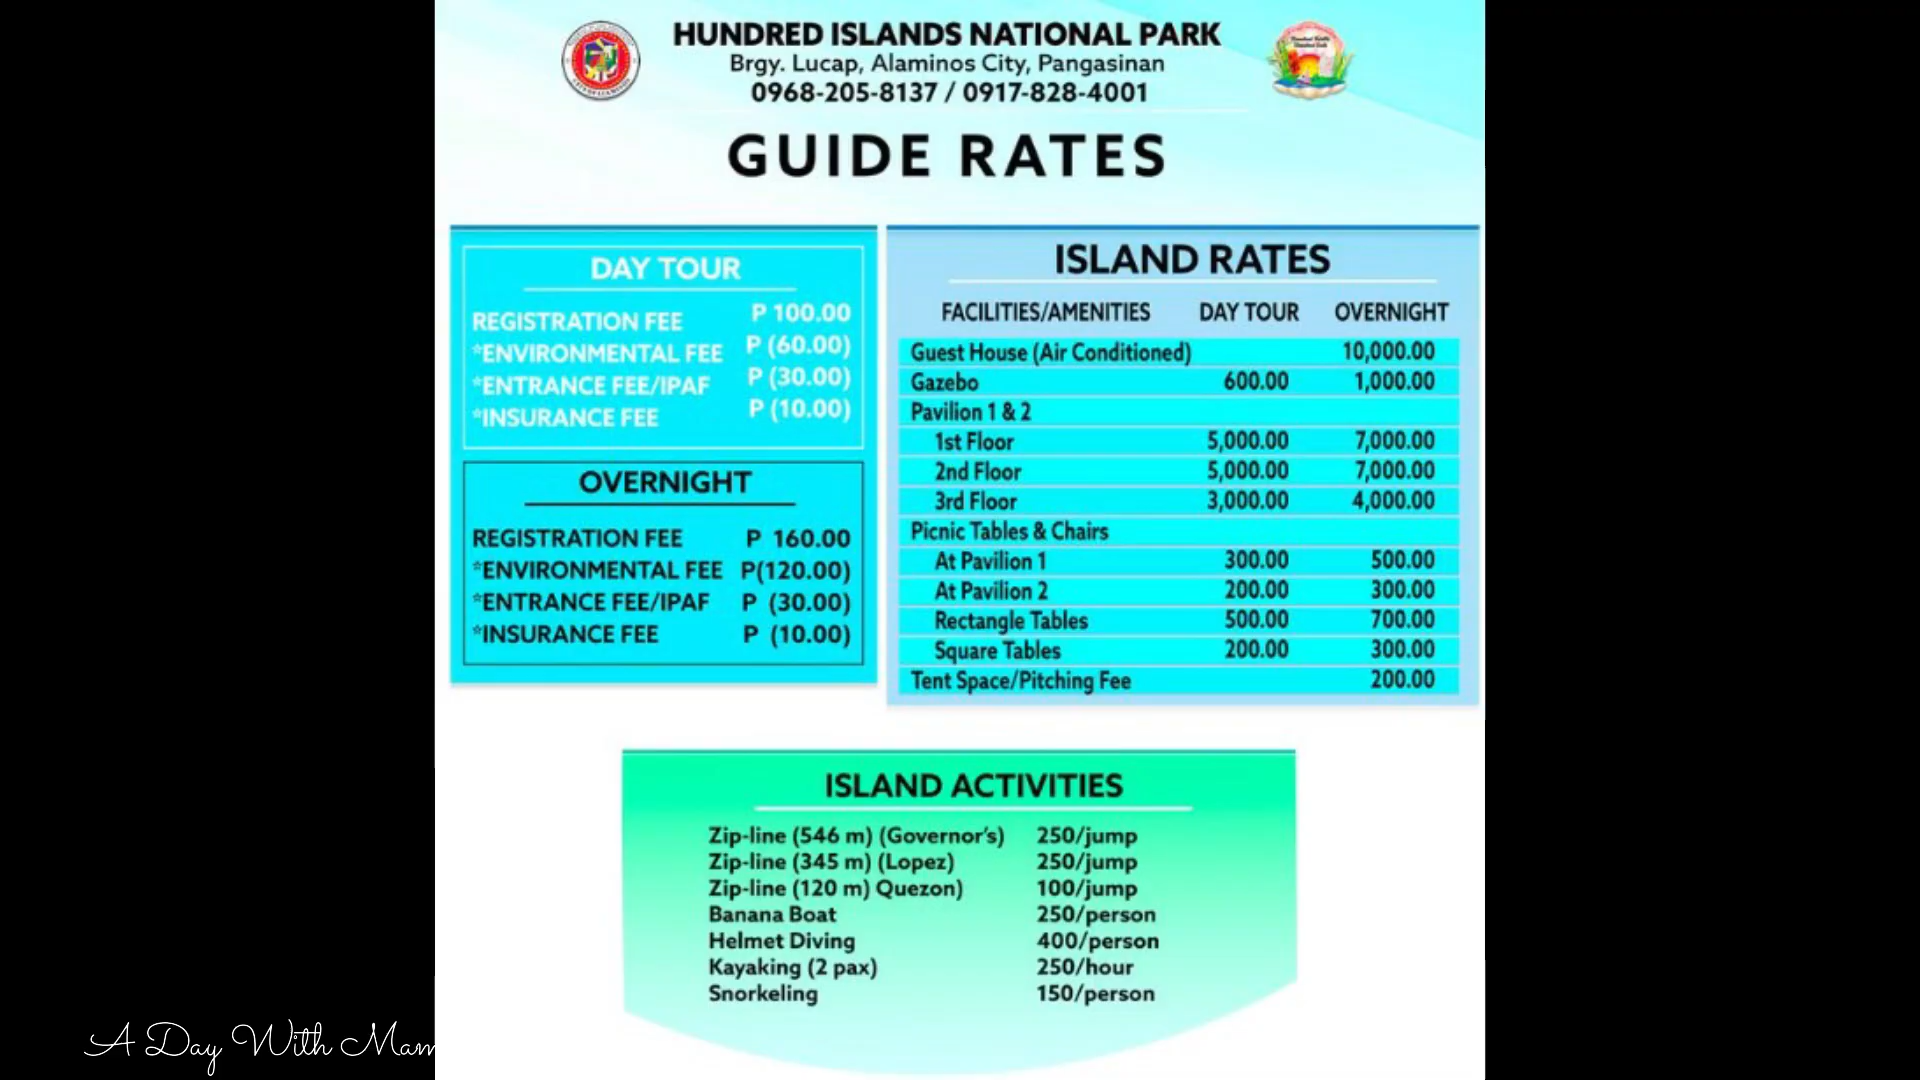 HUNDRED ISLANDS NATIONAL PARK
Brgy. Lucap, Alaminos City, Pangasinan
0968-205-8137 / 0917-828-4001
GUIDE RATES
DAY TOUR
REGISTRATION FEE P 100.00
*ENVIRONMENTAL FEE P (60.00)
*ENTRANCE FEE/IPAF P (30.00)
*INSURANCE FEE P (10.00)
OVERNIGHT
REGISTRATION FEE P 160.00
*ENVIRONMENTAL FEE P(120.00)
*ENTRANCE FEE/IPAF P (30.00)
*INSURANCE FEE P (10.00)
ISLAND RATES
FACILITIES/AMENITIES DAY TOUR OVERNIGHT
Guest House (Air Conditioned) 10,000.00
Gazebo 600.00 1,000.00
Pavilion 1 & 2
1st Floor 5,000.00 7,000.00
2nd Floor 5,000.00 7,000.00
3rd Floor 3,000.00 4,000.00
Picnic Tables & Chairs
At Pavilion 1 300.00 500.00
At Pavilion 2 200.00 300.00
Rectangle Tables 500.00 700.00
Square Tables 200.00 300.00
Tent Space/Pitching Fee 200.00
ISLAND ACTIVITIES
Zip-line (546 m) (Governor's) 250/jump
Zip-line (345 m) (Lopez) 250/jump
Zip-line (120 m) Quezon) 100/jump
Banana Boat 250/person
Helmet Diving 400/person
Kayaking (2 pax) 250/hour
Snorkeling 150/person
A Day With Mam